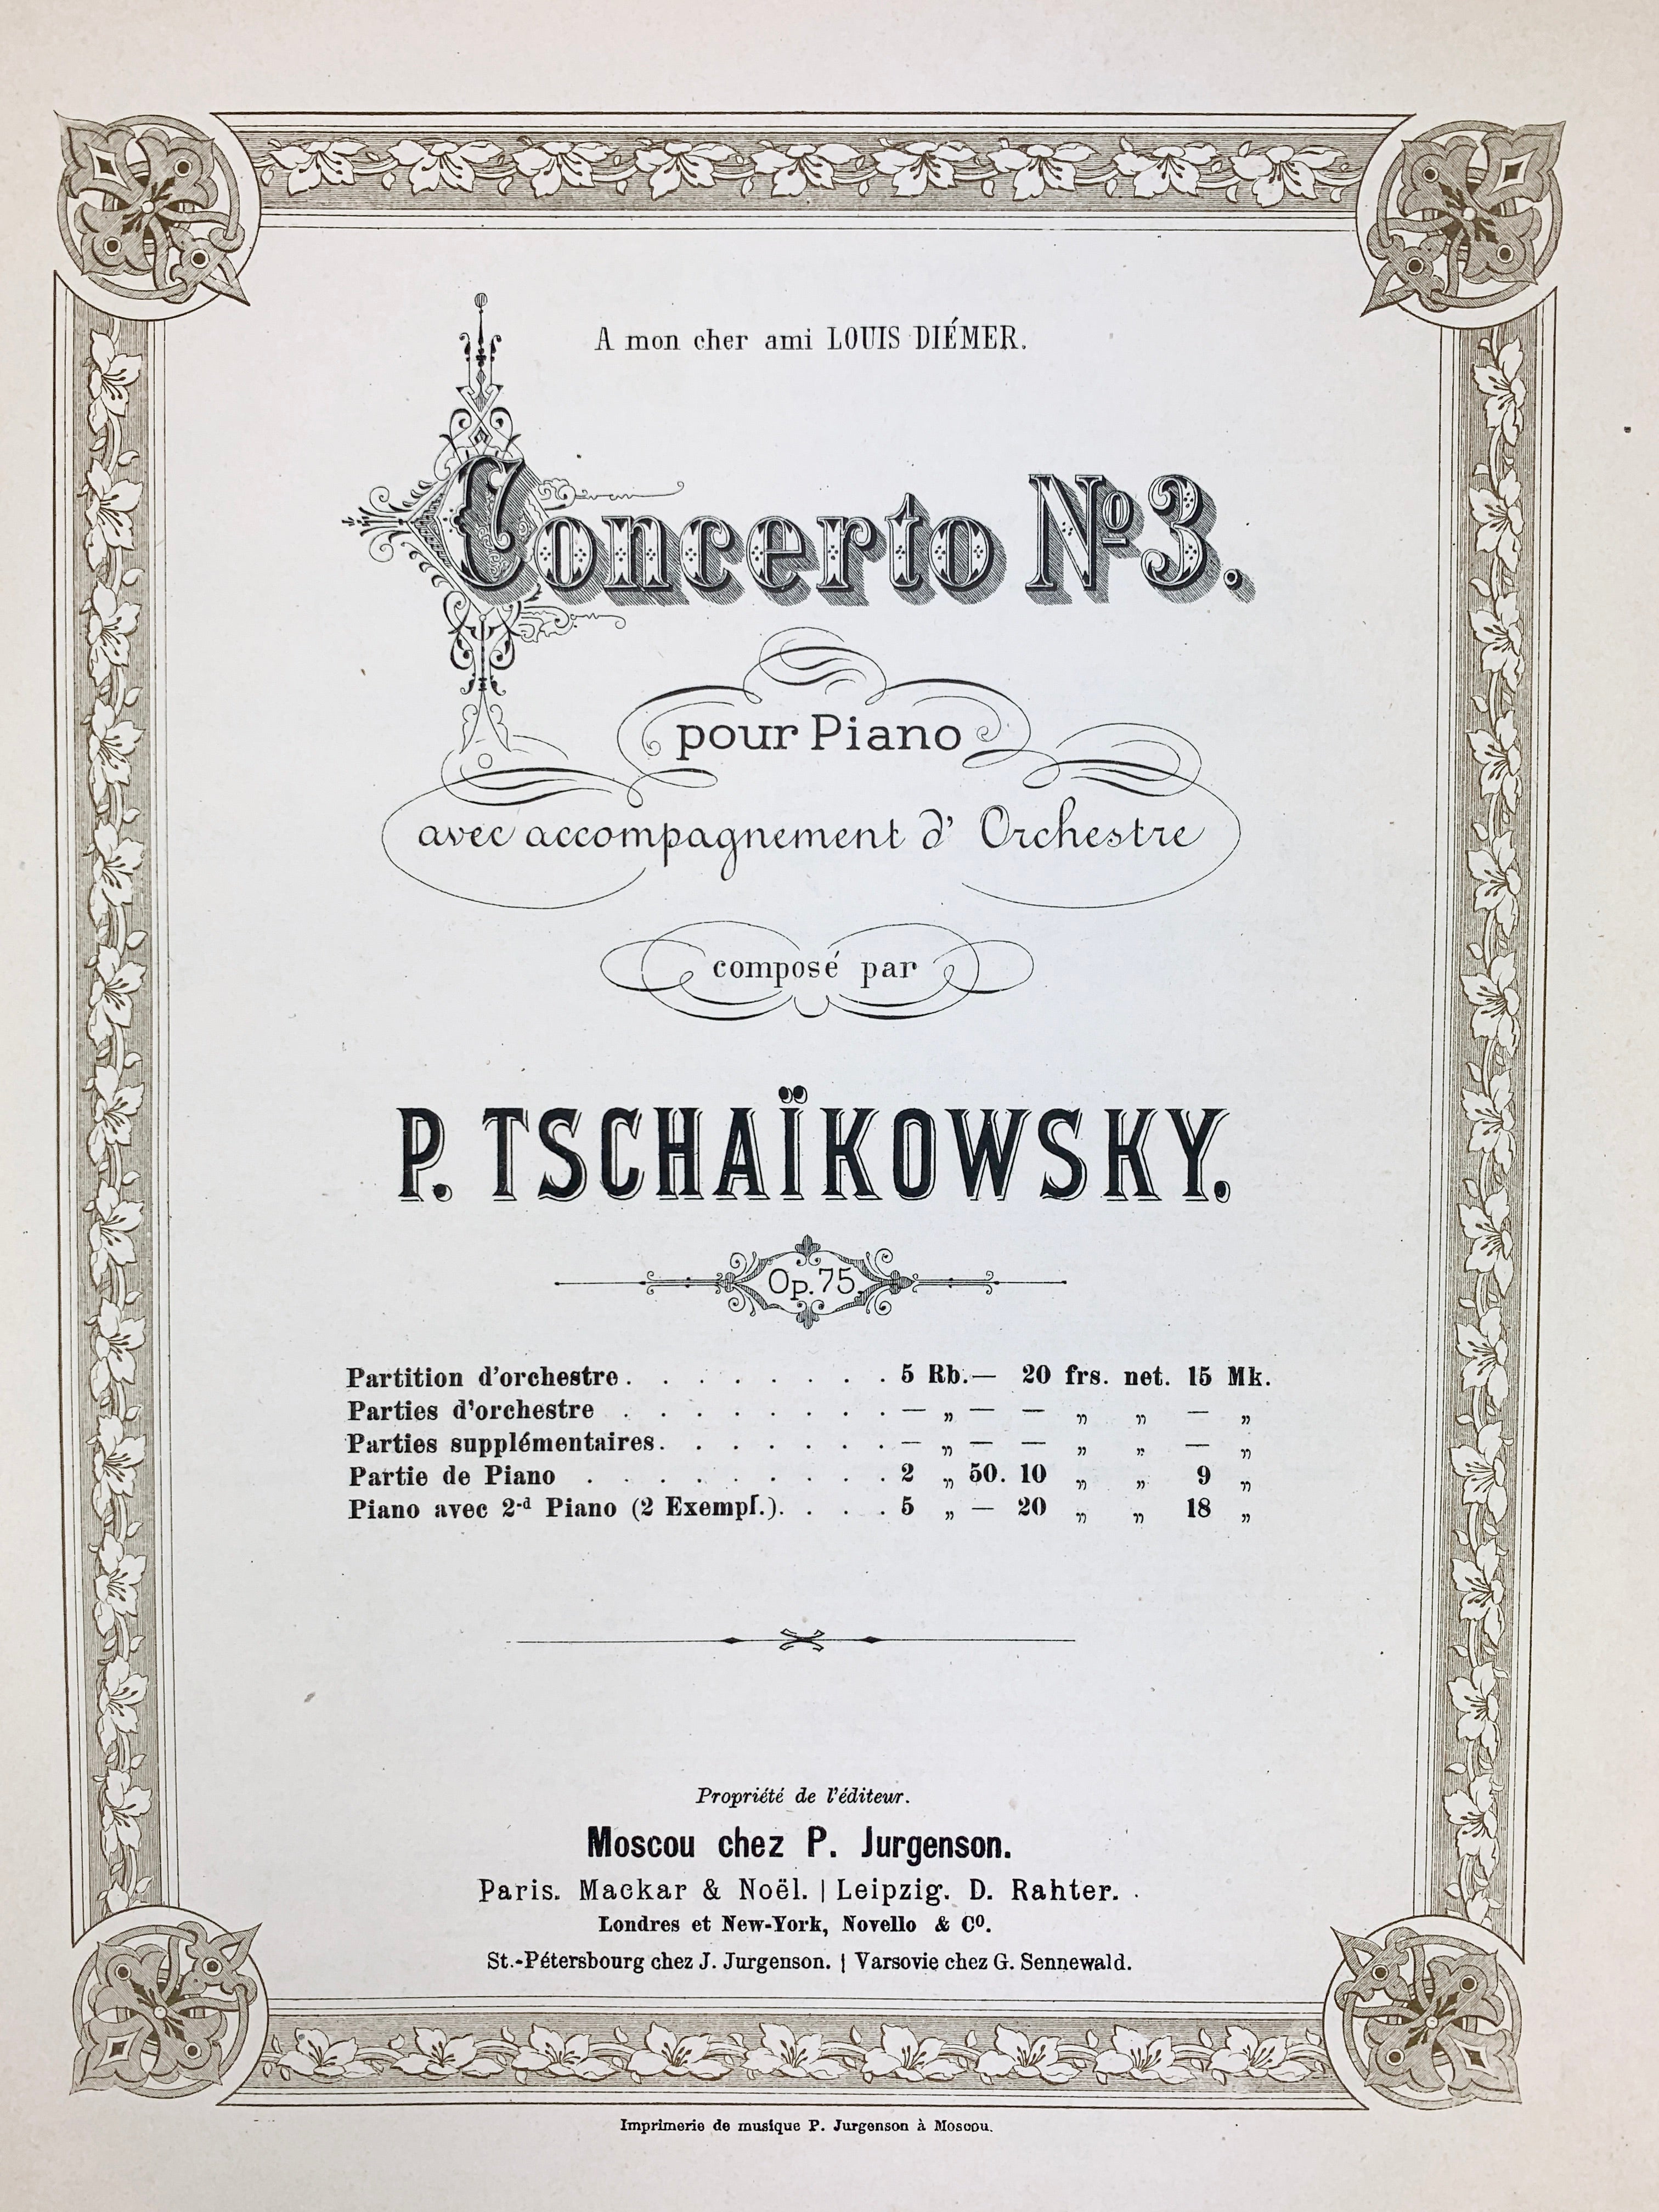 A mon cher ami LOUIS DIÉMER.
Concerto Nº 3.
pour Piano
avec accompagnement d' Orchestre
composé par
P. TSCHAÏKOWSKY.
Op. 75.
Partition d'orchestre . . . . . . . . 5 Rb. — 20 frs. net. 15 Mk.
Parties d'orchestre . . . . . . . . — „ — — „ „ — „
Parties supplémentaires . . . . . . . — „ — — „ „ — „
Partie de Piano . . . . . . . . . 2 „ 50. 10 „ „ 9 „
Piano avec 2-d Piano (2 Exempl.). . . . 5 „ — 20 „ „ 18 „
Propriété de l'éditeur.
Moscou chez P. Jurgenson.
Paris. Mackar & Noël. | Leipzig. D. Rahter.
Londres et New-York, Novello & Cº.
St.-Pétersbourg chez J. Jurgenson. | Varsovie chez G. Sennewald.
Imprimerie de musique P. Jurgenson à Moscou.